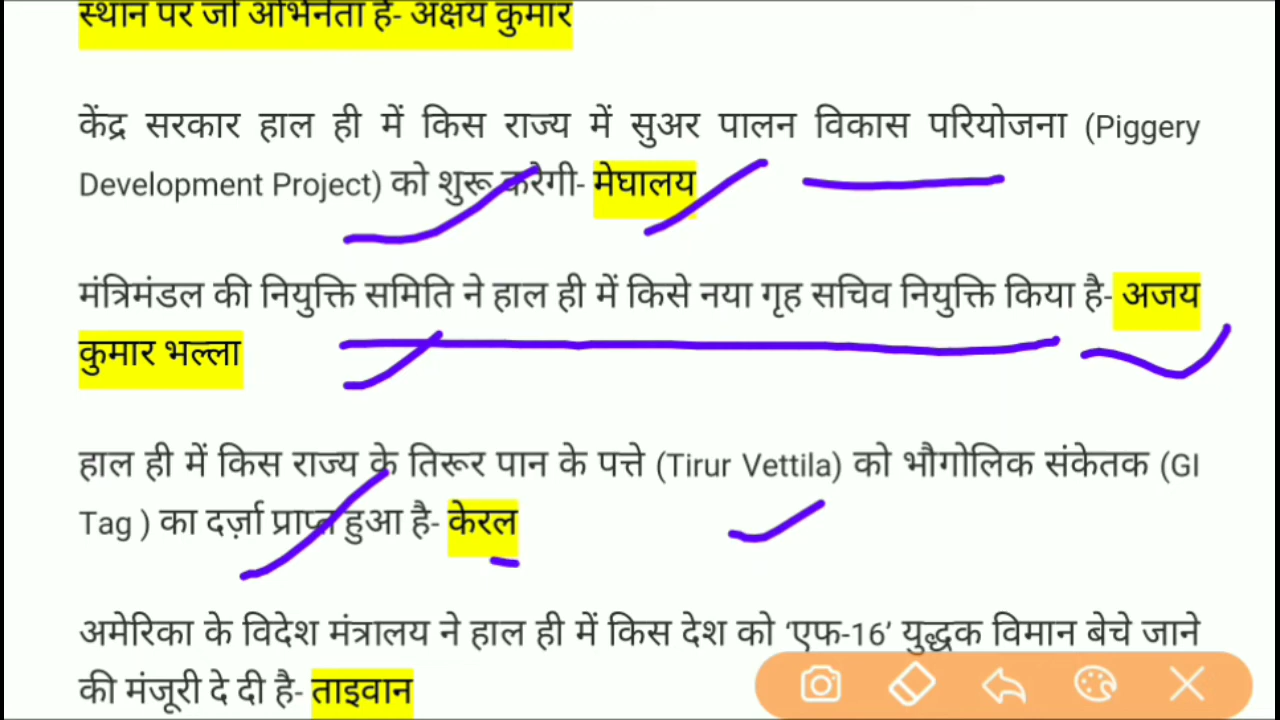 स्थान पर जो अभिनेता है- अक्षय कुमार
केंद्र सरकार हाल ही में किस राज्य में सुअर पालन विकास परियोजना (Piggery
Development Project) को शुरू करेगी- मेघालय
मंत्रिमंडल की नियुक्ति समिति ने हाल ही में किसे नया गृह सचिव नियुक्ति किया है- अजय
कुमार भल्ला
हाल ही में किस राज्य के तिरूर पान के पत्ते (Tirur Vettila) को भौगोलिक संकेतक (GI
Tag ) का दर्ज़ा प्राप्त हुआ है- केरल
अमेरिका के विदेश मंत्रालय ने हाल ही में किस देश को ‘एफ-16’ युद्धक विमान बेचे जाने
की मंजूरी दे दी है- ताइवान